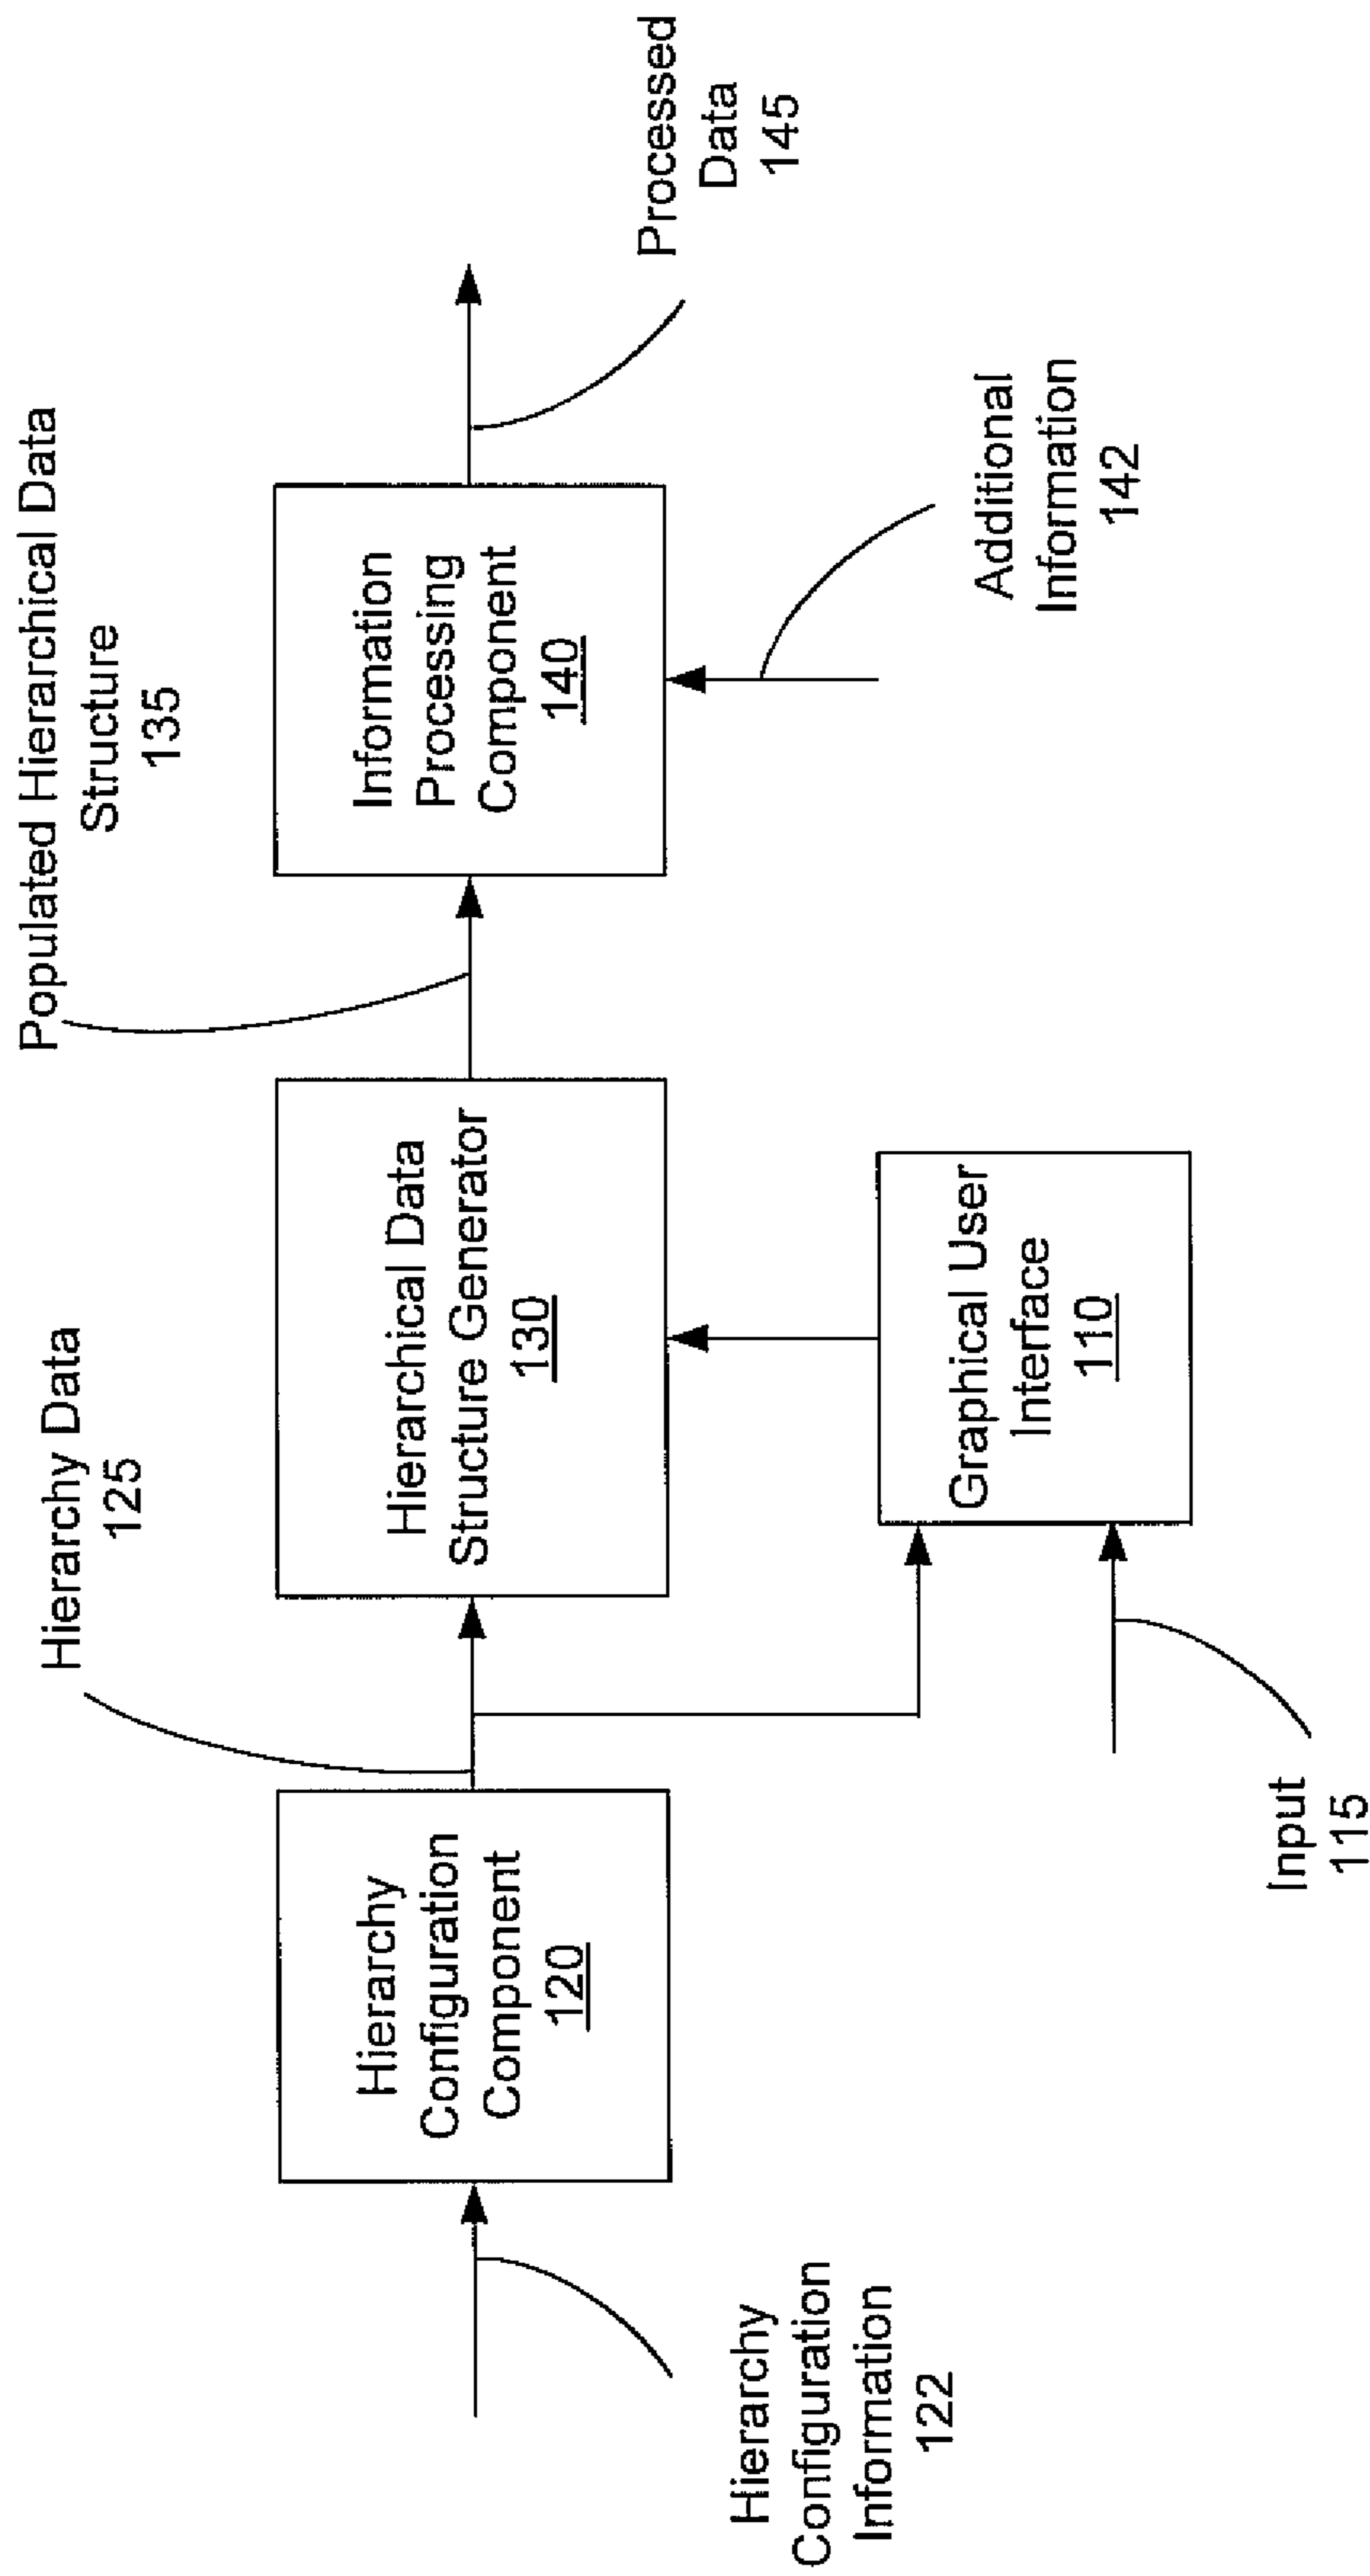 Populated Hierarchical Data
Structure
135
Hierarchy Data
125
Hierarchy
Configuration
Component
120
Hierarchical Data
Structure Generator
130
Information
Processing
Component
140
Processed
Data
145
Hierarchy
Configuration
Information
122
Graphical User
Interface
110
Additional
Information
142
Input
115